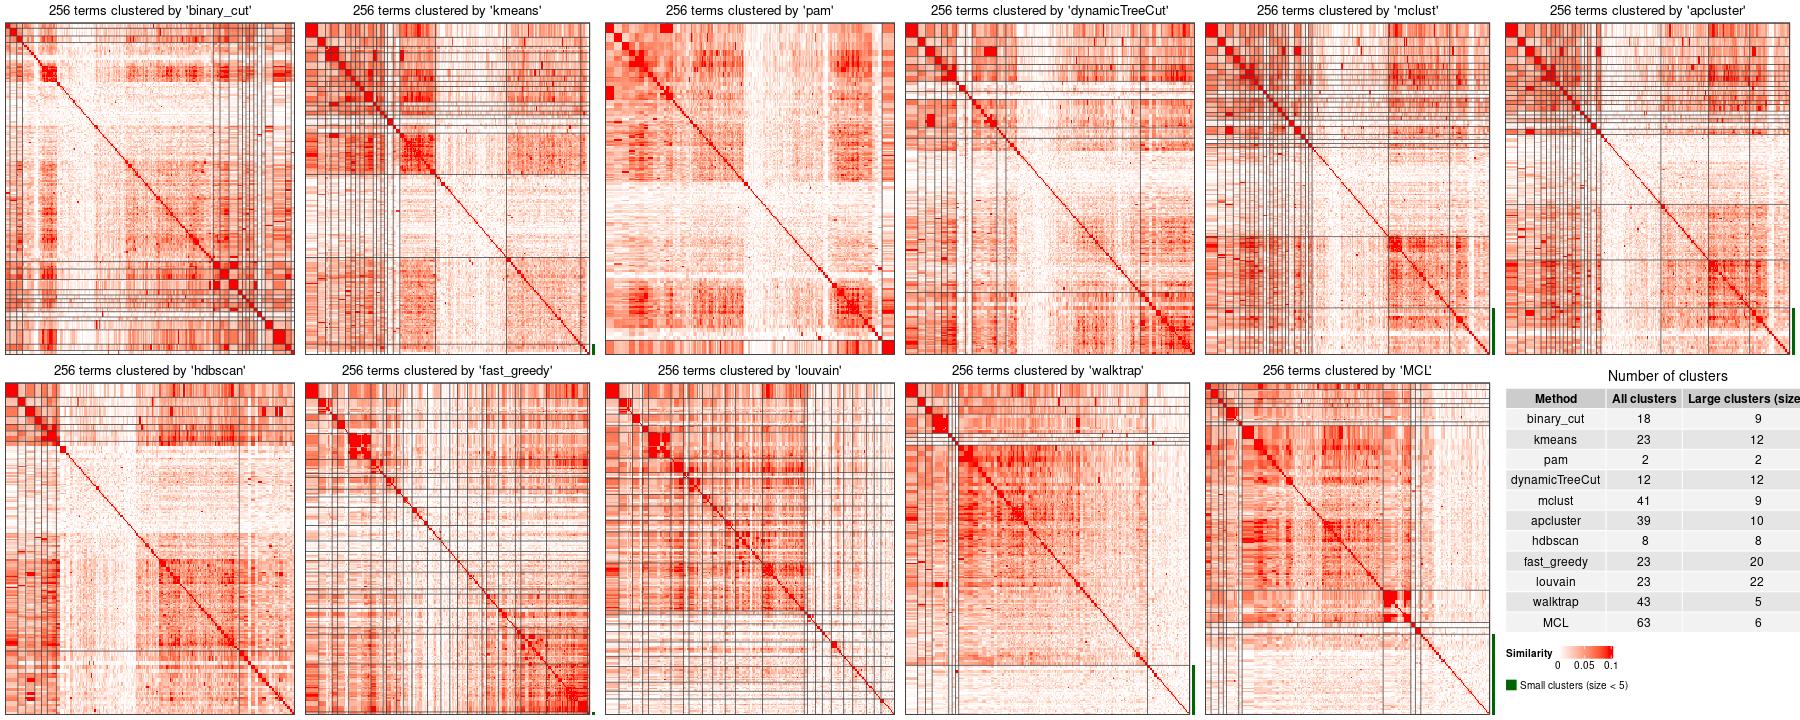 256 terms clustered by 'binary_cut'
256 terms clustered by 'kmeans'
256 terms clustered by 'pam'
256 terms clustered by 'dynamicTreeCut'
256 terms clustered by 'mclust'
256 terms clustered by 'apcluster'
256 terms clustered by 'hdbscan'
256 terms clustered by 'fast_greedy'
256 terms clustered by 'louvain'
256 terms clustered by 'walktrap'
256 terms clustered by 'MCL'
Number of clusters
Method All clusters Large clusters (size
binary_cut 18 9
kmeans 23 12
pam 2 2
dynamicTreeCut 12 12
mclust 41 9
apcluster 39 10
hdbscan 8 8
fast_greedy 23 20
louvain 23 22
walktrap 43 5
MCL 63 6
Similarity
0 0.05 0.1
Small clusters (size < 5)